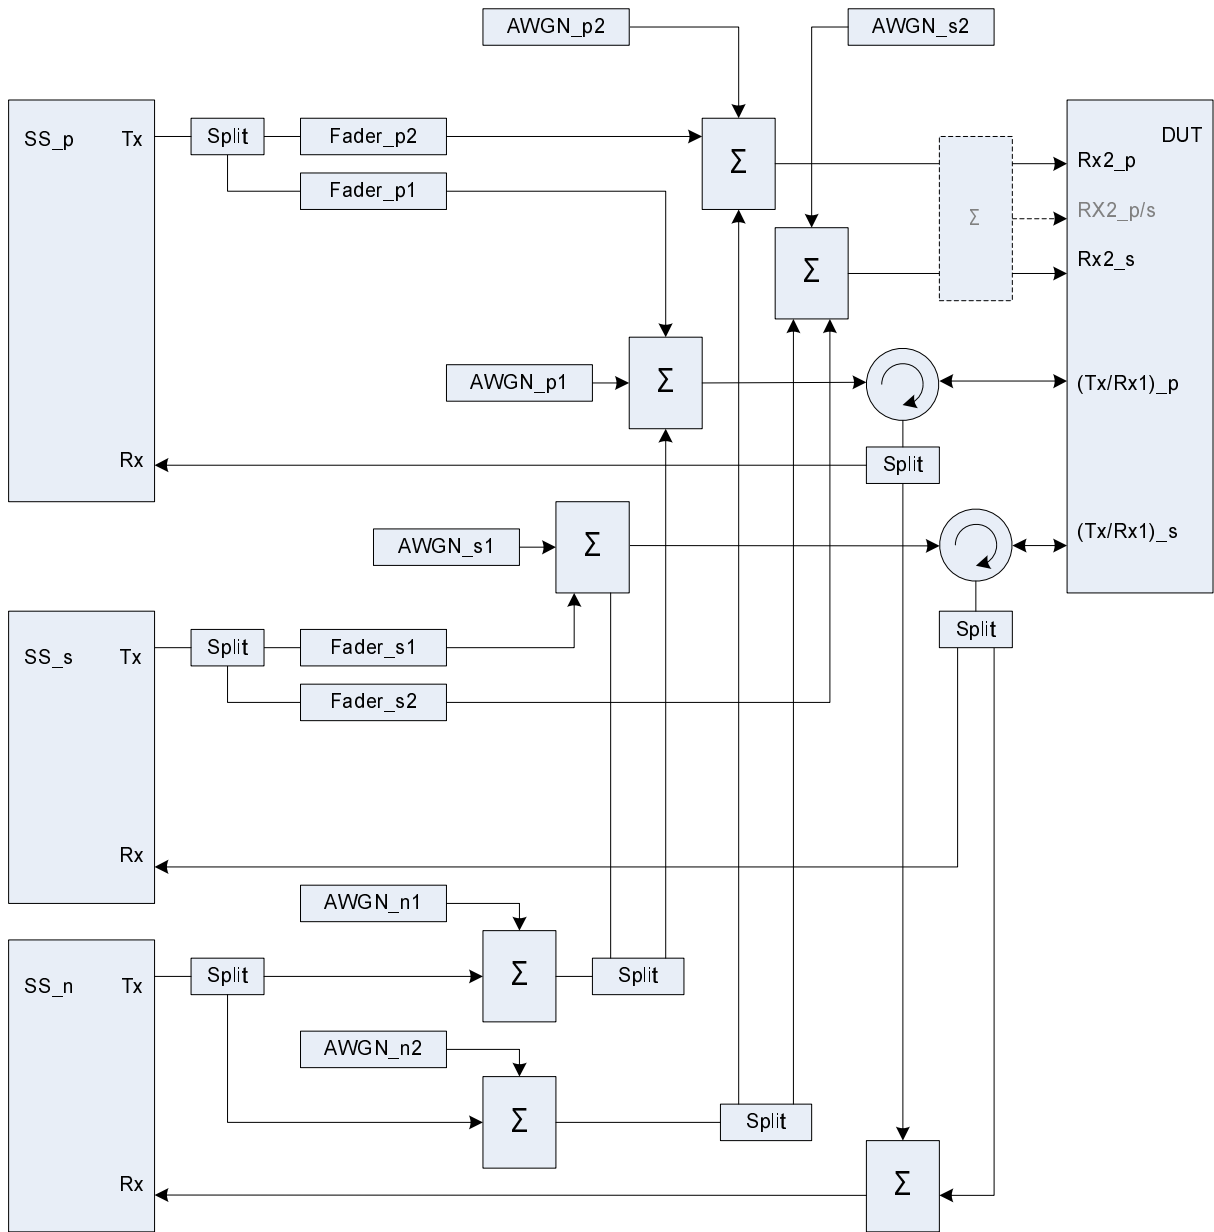 AWGN_p2
AWGN_s2
SS_p
Tx
Split
Fader_p2
Σ
DUT
Rx2_p
Fader_p1
Σ
RX2_p/s
Σ
Rx2_s
AWGN_p1
Σ
(Tx/Rx1)_p
Rx
Split
AWGN_s1
Σ
(Tx/Rx1)_s
Split
SS_s
Tx
Split
Fader_s1
Fader_s2
Rx
AWGN_n1
SS_n
Tx
Split
Σ
Split
AWGN_n2
Σ
Split
Rx
Σ